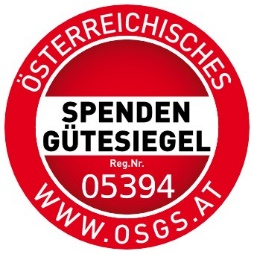 ÖSTERREICHISCHES
SPENDEN
GÜTESIEGEL
Reg.Nr.
05394
WWW.OSGS.AT